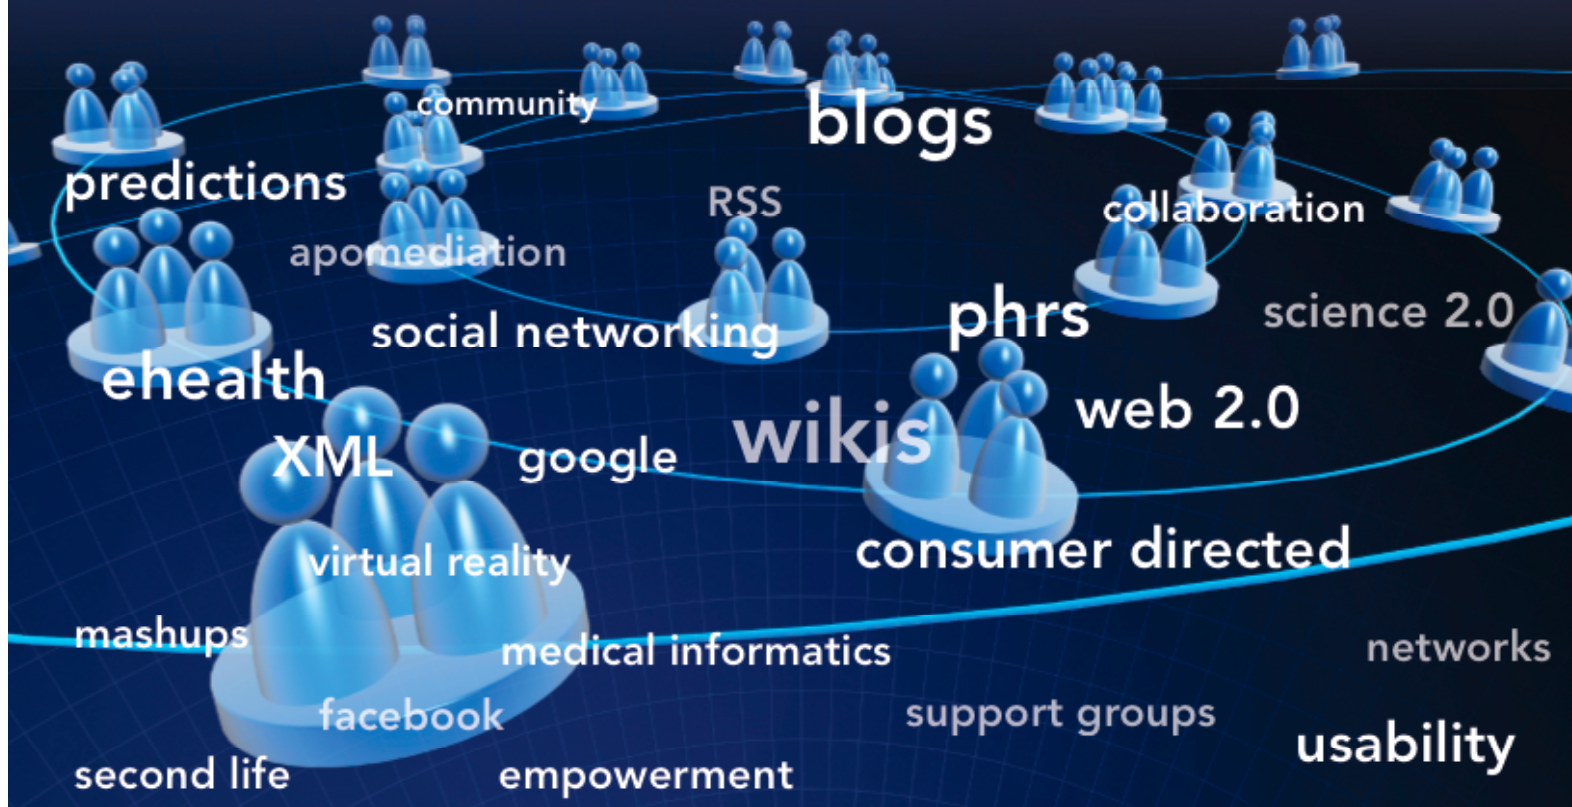 community
blogs
predictions
RSS
collaboration
apomediation
phrs
science 2.0
social networking
ehealth
web 2.0
wikis
XML
google
consumer directed
virtual reality
mashups
medical informatics
networks
facebook
support groups
usability
second life
empowerment